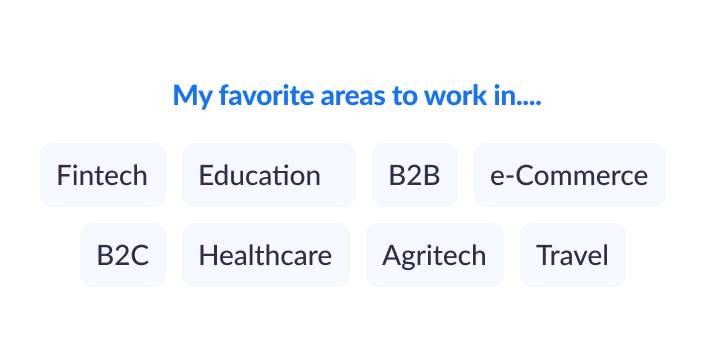 My favorite areas to work in....
Fintech Education B2B e-Commerce
B2C Healthcare Agritech Travel